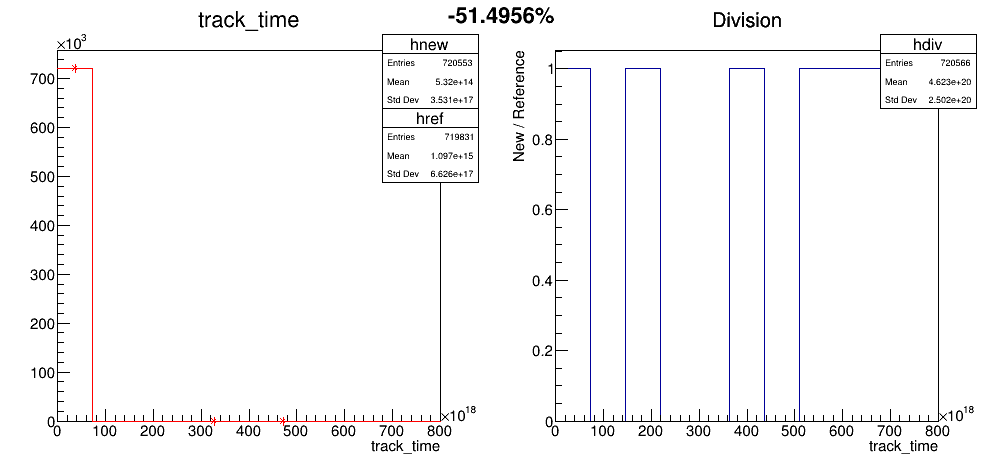 -51.4956%
track_time
×10³
hnew
Entries 720553
Mean 5.32e+14
Std Dev 3.531e+17
href
Entries 719831
Mean 1.097e+15
Std Dev 6.626e+17
700
600
500
400
300
200
100
0
0 100 200 300 400 500 600 700 800
×10¹⁸
track_time
Division
hdiv
Entries 720566
Mean 4.623e+20
Std Dev 2.502e+20
New / Reference
1
0.8
0.6
0.4
0.2
0
0 100 200 300 400 500 600 700 800
×10¹⁸
track_time